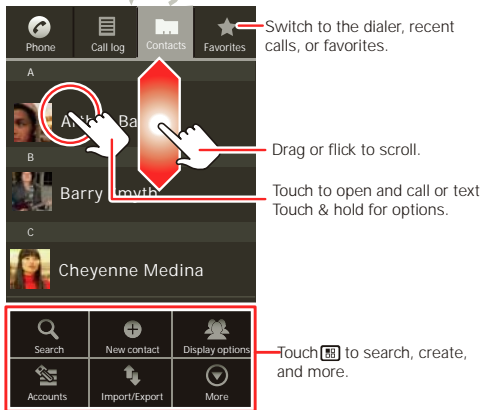 Phone Call log Contacts Favorites
Switch to the dialer, recent
calls, or favorites.
A
Drag or flick to scroll.
B
Barry Smyth
Touch to open and call or text
Touch & hold for options.
C
Cheyenne Medina
Search New contact Display options
Accounts Import/Export More
Touch to search, create,
and more.